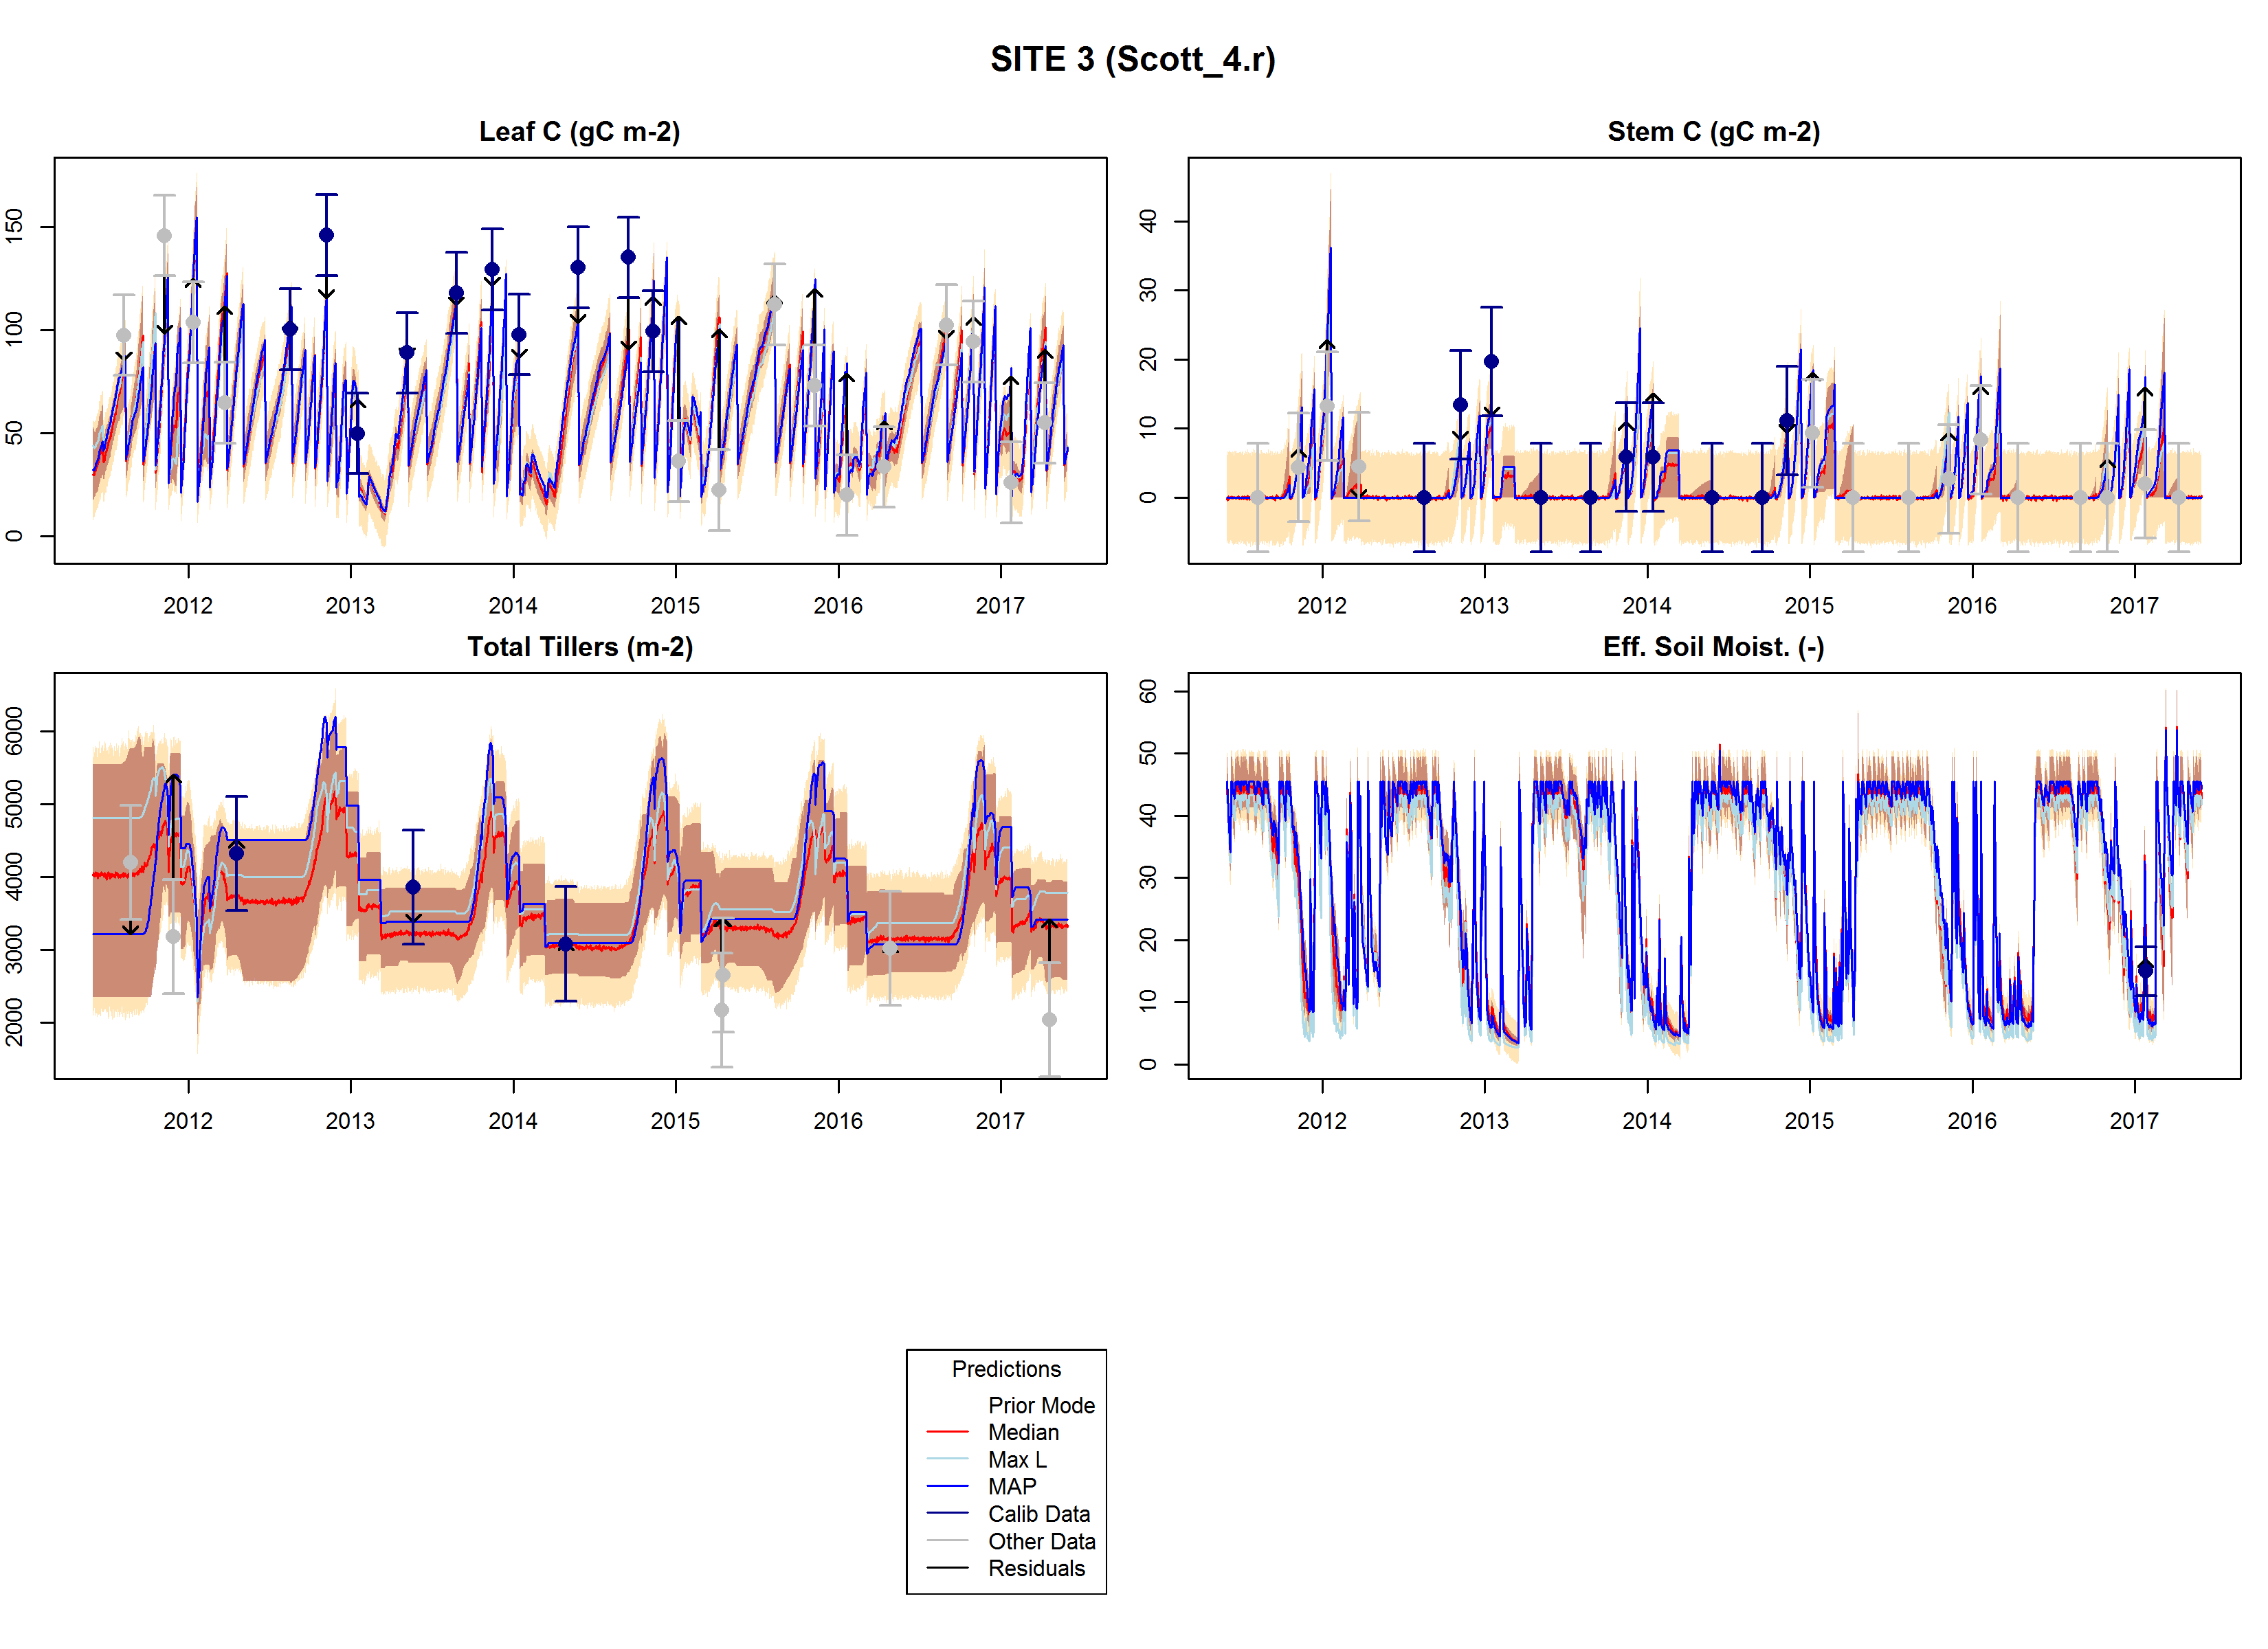 SITE 3 (Scott_4.r)
Leaf C (gC m-2)
0 50 100 150
2012 2013 2014 2015 2016 2017
Stem C (gC m-2)
0 10 20 30 40
2012 2013 2014 2015 2016 2017
Total Tillers (m-2)
2000 3000 4000 5000 6000
2012 2013 2014 2015 2016 2017
Eff. Soil Moist. (-)
0 10 20 30 40 50 60
2012 2013 2014 2015 2016 2017
Predictions
Prior Mode
Median
Max L
MAP
Calib Data
Other Data
Residuals